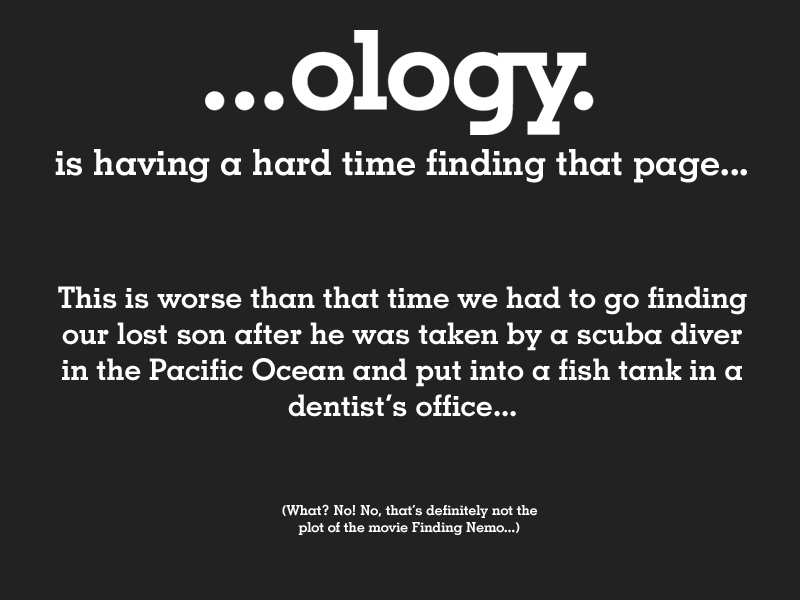 ...ology.
is having a hard time finding that page...
This is worse than that time we had to go finding
our lost son after he was taken by a scuba diver
in the Pacific Ocean and put into a fish tank in a
dentist's office...
(What? No! No, that's definitely not the
plot of the movie Finding Nemo...)